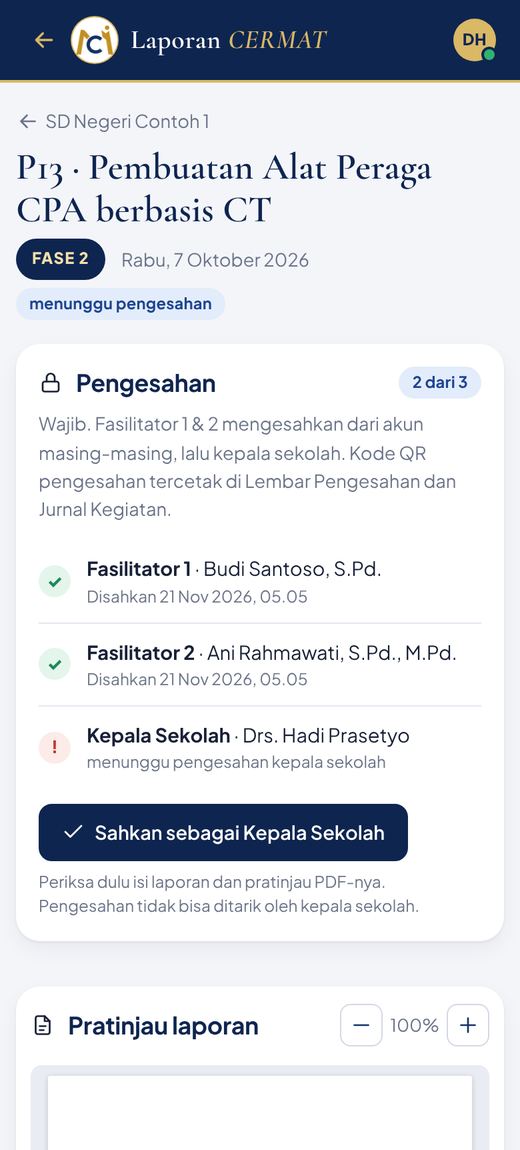 Laporan CERMAT
DH
SD Negeri Contoh 1
P13 · Pembuatan Alat Peraga
CPA berbasis CT
FASE 2
Rabu, 7 Oktober 2026
menunggu pengesahan
Pengesahan
2 dari 3
Wajib. Fasilitator 1 & 2 mengesahkan dari akun
masing-masing, lalu kepala sekolah. Kode QR
pengesahan tercetak di Lembar Pengesahan dan
Jurnal Kegiatan.
Fasilitator 1 · Budi Santoso, S.Pd.
Disahkan 21 Nov 2026, 05.05
Fasilitator 2 · Ani Rahmawati, S.Pd., M.Pd.
Disahkan 21 Nov 2026, 05.05
! Kepala Sekolah · Drs. Hadi Prasetyo
menunggu pengesahan kepala sekolah
Sahkan sebagai Kepala Sekolah
Periksa dulu isi laporan dan pratinjau PDF-nya.
Pengesahan tidak bisa ditarik oleh kepala sekolah.
Pratinjau laporan
− 100% +